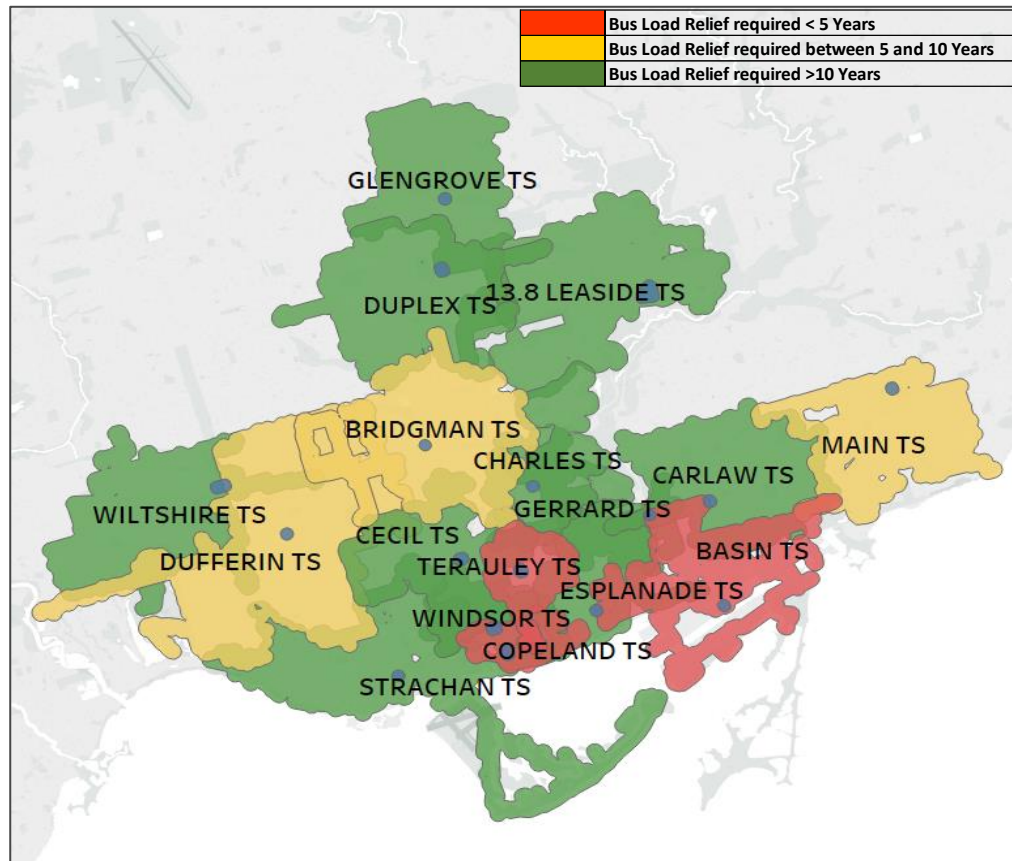 Bus Load Relief required < 5 Years
Bus Load Relief required between 5 and 10 Years
Bus Load Relief required >10 Years
GLENGROVE TS
13.8 LEASIDE TS
DUPLEX TS
BRIDGMAN TS
MAIN TS
CHARLES TS
CARLAW TS
GERRARD TS
WILTSHIRE TS
CECIL TS
BASIN TS
DUFFERIN TS
TERAULEY TS
ESPLANADE TS
WINDSOR TS
COPELAND TS
STRACHAN TS